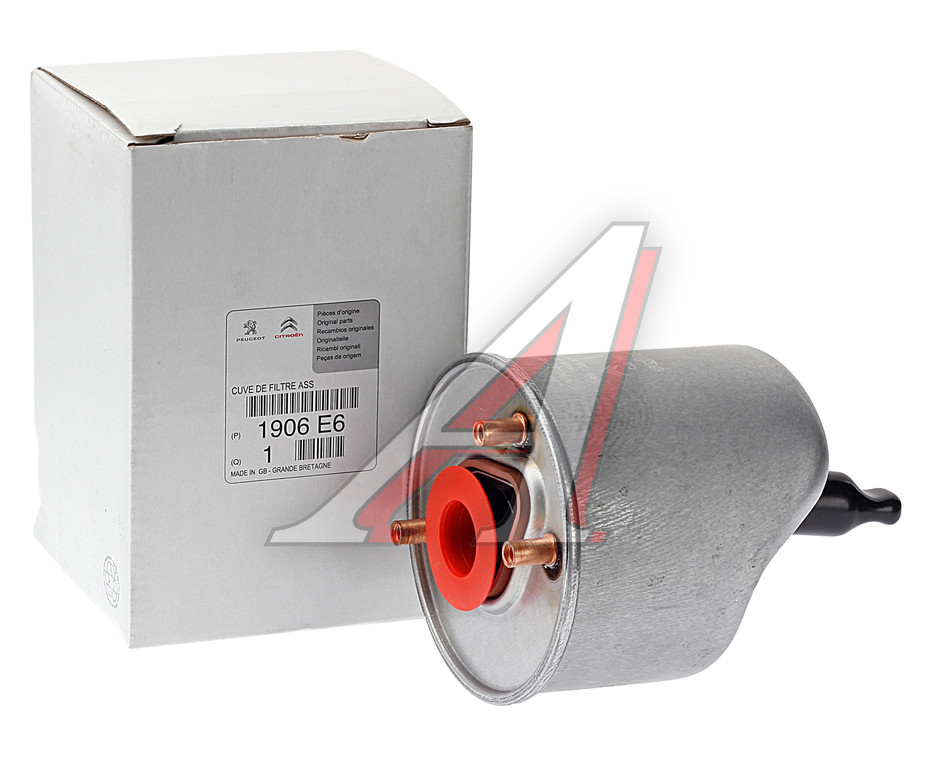 PEUGEOT
CITROËN
Pièces d'origine
Original parts
Recambios originales
Originalteile
Ricambi originali
Peças de origem
CUVE DE FILTRE ASS
(P) 1906 E6
(Q) 1
MADE IN GB - GRANDE BRETAGNE